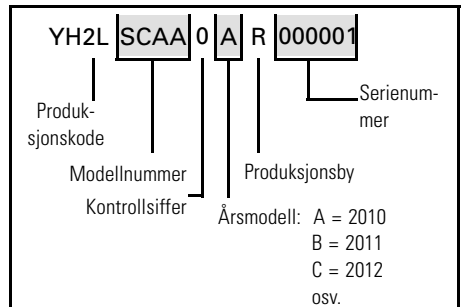 YH2L SCAA 0 A R 000001
Produk-
sjonskode
Serienum-
mer
Modellnummer
Produksjonsby
Kontrollsiffer
Årsmodell: A = 2010
B = 2011
C = 2012
osv.